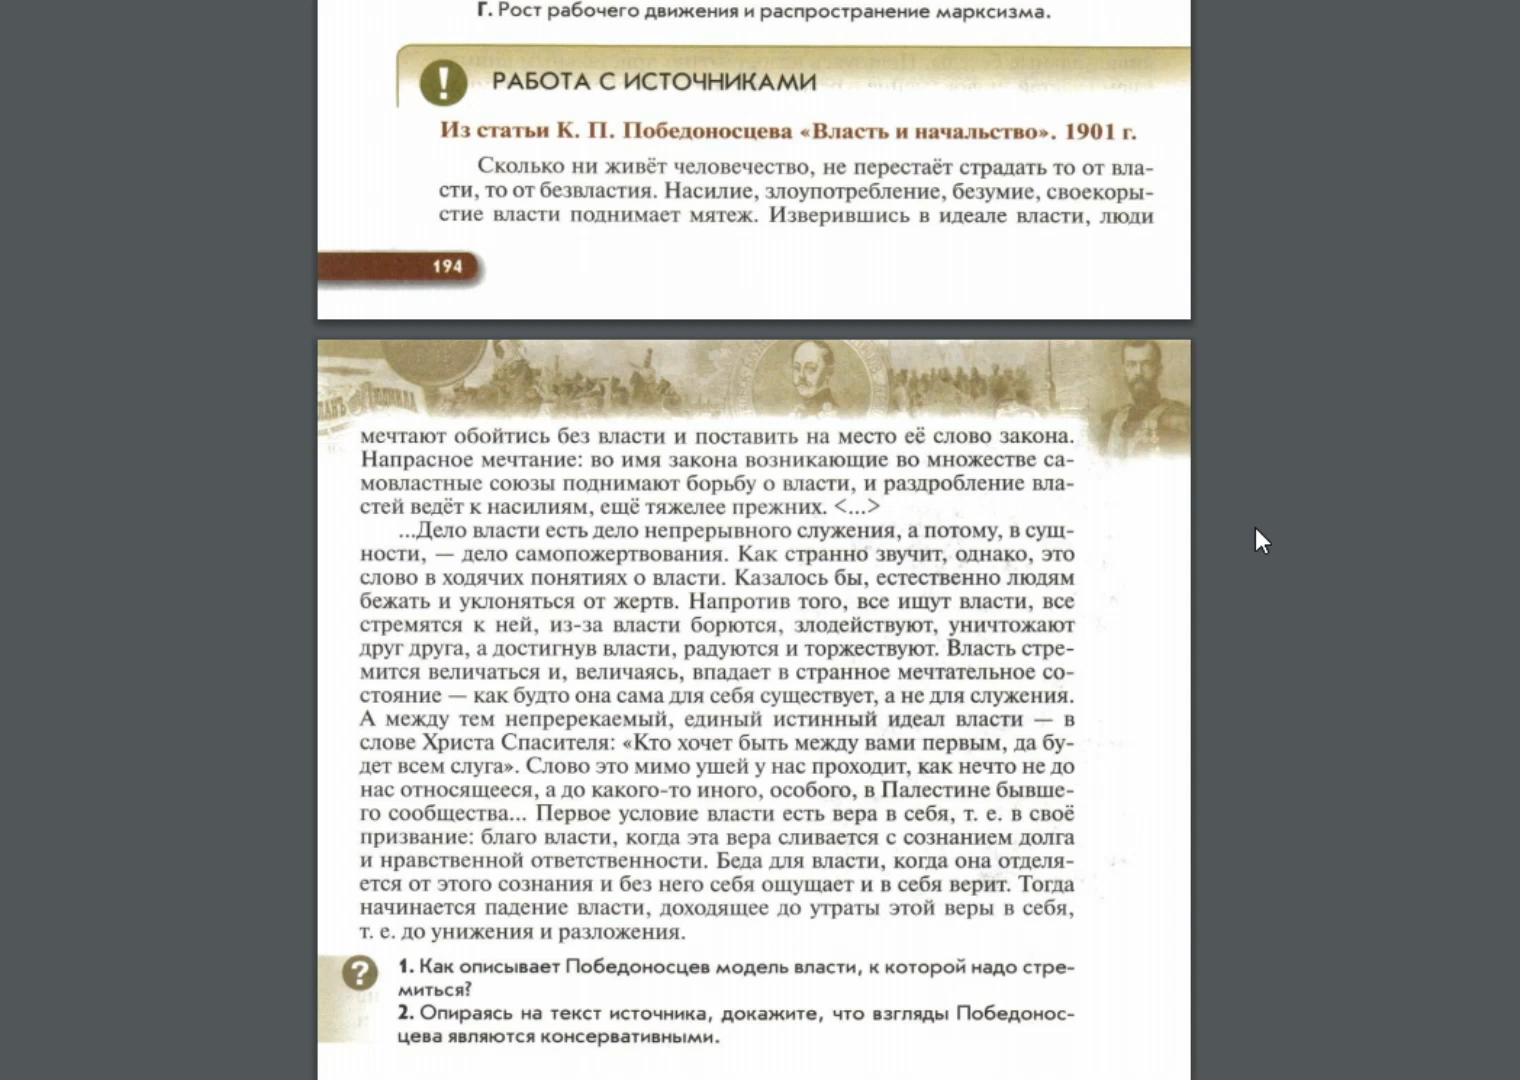 Г. Рост рабочего движения и распространение марксизма.
! РАБОТА С ИСТОЧНИКАМИ
Из статьи К. П. Победоносцева «Власть и начальство». 1901 г.
Сколько ни живёт человечество, не перестаёт страдать то от вла-
сти, то от безвластия. Насилие, злоупотребление, безумие, своекоры-
стие власти поднимает мятеж. Изверившись в идеале власти, люди
194
мечтают обойтись без власти и поставить на место её слово закона.
Напрасное мечтание: во имя закона возникающие во множестве са-
мовластные союзы поднимают борьбу о власти, и раздробление вла-
стей ведёт к насилиям, ещё тяжелее прежних. <...>
...Дело власти есть дело непрерывного служения, а потому, в сущ-
ности, — дело самопожертвования. Как странно звучит, однако, это
слово в ходячих понятиях о власти. Казалось бы, естественно людям
бежать и уклоняться от жертв. Напротив того, все ищут власти, все
стремятся к ней, из-за власти борются, злодействуют, уничтожают
друг друга, а достигнув власти, радуются и торжествуют. Власть стре-
мится величаться и, величаясь, впадает в странное мечтательное со-
стояние — как будто она сама для себя существует, а не для служения.
А между тем непререкаемый, единый истинный идеал власти — в
слове Христа Спасителя: «Кто хочет быть между вами первым, да бу-
дет всем слуга». Слово это мимо ушей у нас проходит, как нечто не до
нас относящееся, а до какого-то иного, особого, в Палестине бывше-
го сообщества... Первое условие власти есть вера в себя, т. е. в своё
призвание: благо власти, когда эта вера сливается с сознанием долга
и нравственной ответственности. Беда для власти, когда она отделя-
ется от этого сознания и без него себя ощущает и в себя верит. Тогда
начинается падение власти, доходящее до утраты этой веры в себя,
т. е. до унижения и разложения.
? 1. Как описывает Победоносцев модель власти, к которой надо стре-
миться?
2. Опираясь на текст источника, докажите, что взгляды Победонос-
цева являются консервативными.